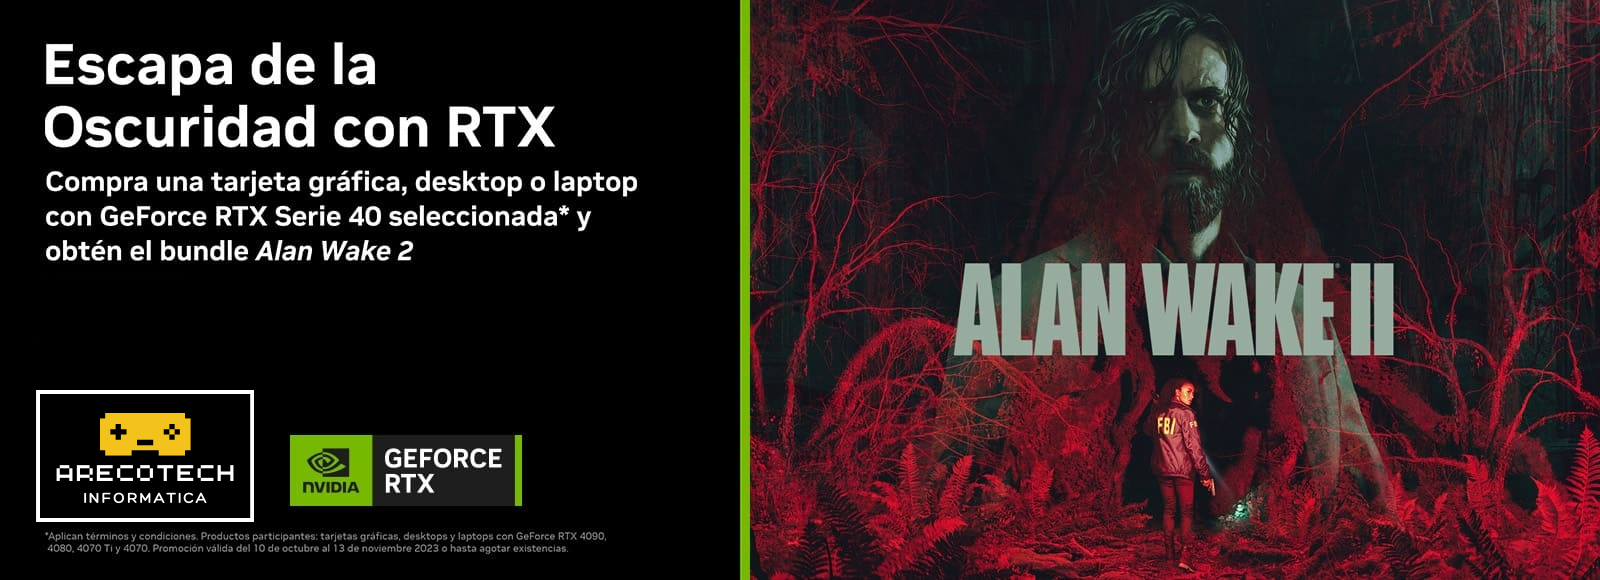 Escapa de la
Oscuridad con RTX
Compra una tarjeta gráfica, desktop o laptop
con GeForce RTX Serie 40 seleccionada* y
obtén el bundle Alan Wake 2
ARECOTECH
INFORMATICA
NVIDIA
GEFORCE
RTX
*Aplican términos y condiciones. Productos participantes: tarjetas gráficas, desktops y laptops con GeForce RTX 4090,
4080, 4070 Ti y 4070. Promoción válida del 10 de octubre al 13 de noviembre 2023 o hasta agotar existencias.
ALAN WAKE II
FBI